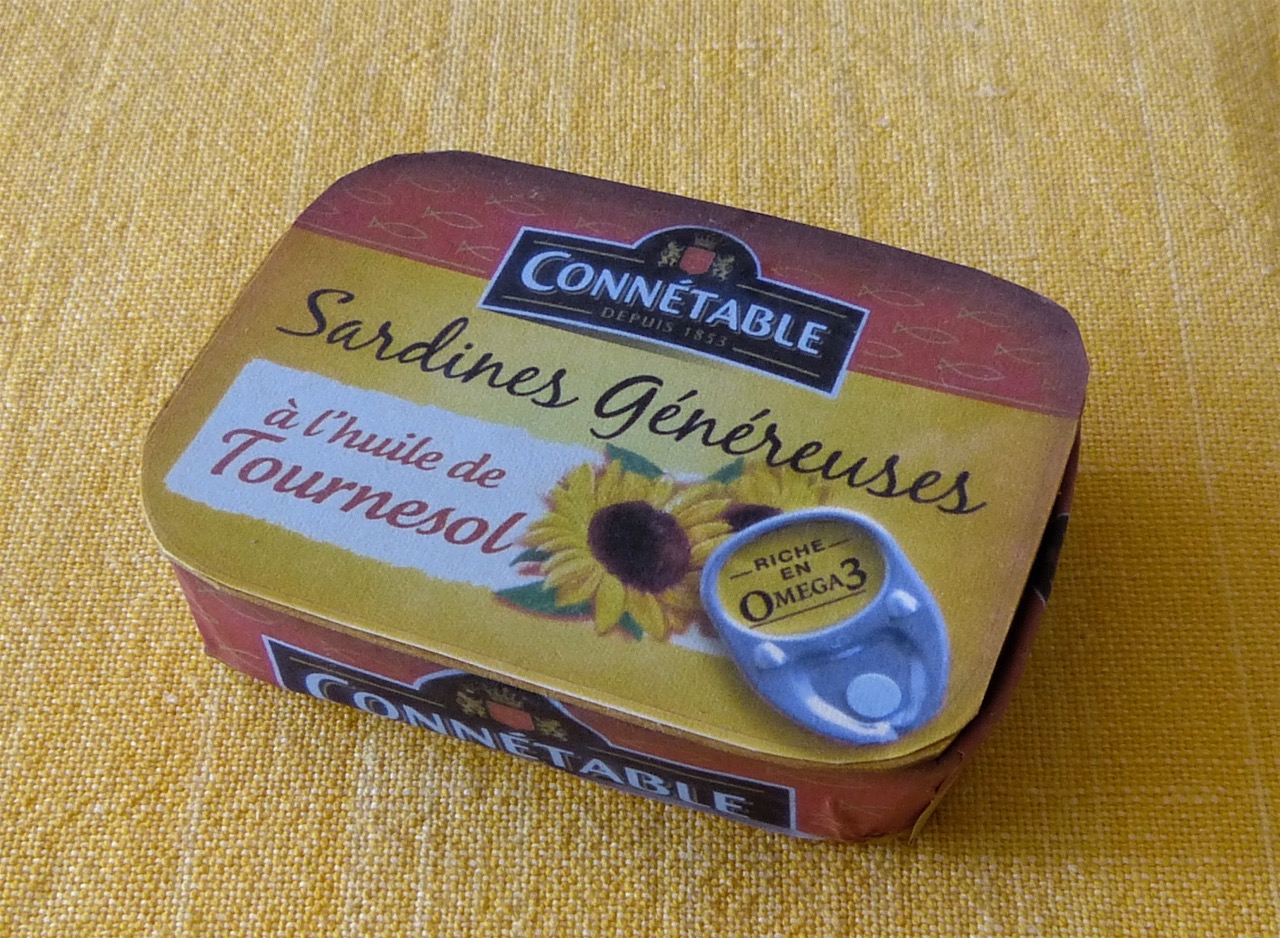 CONNÉTABLE
DEPUIS 1853
Sardines Généreuses
à l'huile de
Tournesol
RICHE
EN
OMEGA3
CONNÉTABLE